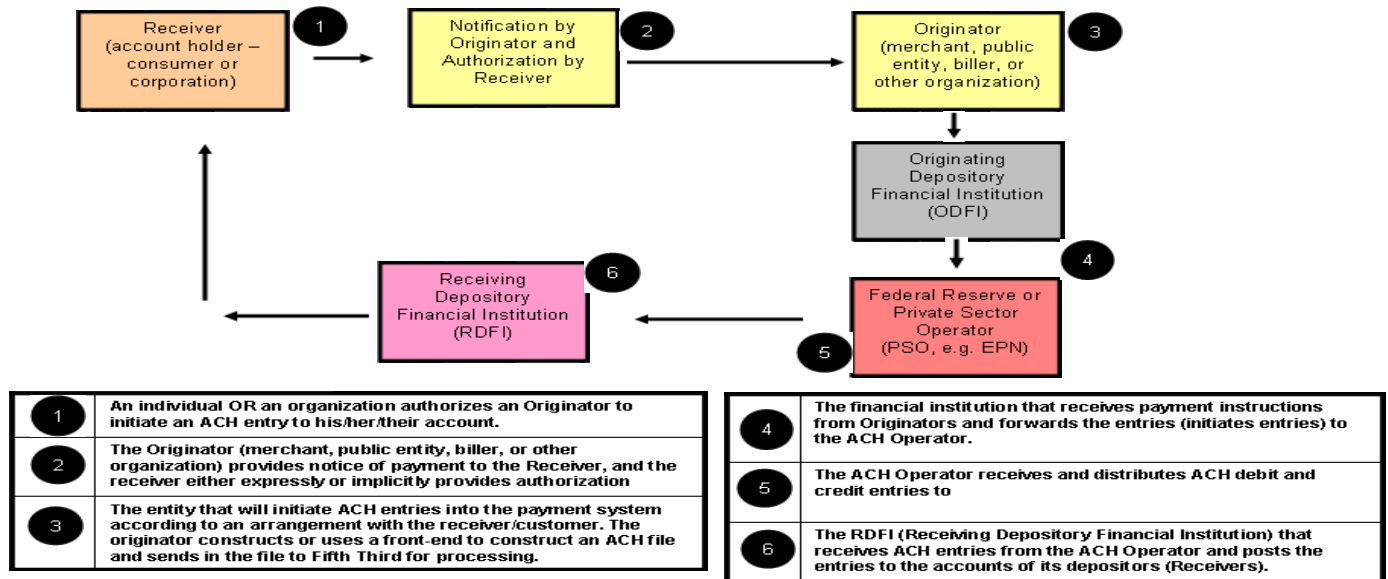 Receiver
(account holder –
consumer or
corporation)
1
Notification by
Originator and
Authorization by
Receiver
2
Originator
(merchant, public
entity, biller, or
other organization)
3
Originating
Depository
Financial Institution
(ODFI)
4
Federal Reserve or
Private Sector
Operator
(PSO, e.g. EPN)
5
Receiving
Depository
Financial Institution
(RDFI)
6
1
An individual OR an organization authorizes an Originator to
initiate an ACH entry to his/her/their account.
2
The Originator (merchant, public entity, biller, or other
organization) provides notice of payment to the Receiver, and the
receiver either expressly or implicitly provides authorization
3
The entity that will initiate ACH entries into the payment system
according to an arrangement with the receiver/customer. The
originator constructs or uses a front-end to construct an ACH file
and sends in the file to Fifth Third for processing.
4
The financial institution that receives payment instructions
from Originators and forwards the entries (initiates entries) to
the ACH Operator.
5
The ACH Operator receives and distributes ACH debit and
credit entries to
6
The RDFI (Receiving Depository Financial Institution) that
receives ACH entries from the ACH Operator and posts the
entries to the accounts of its depositors (Receivers).